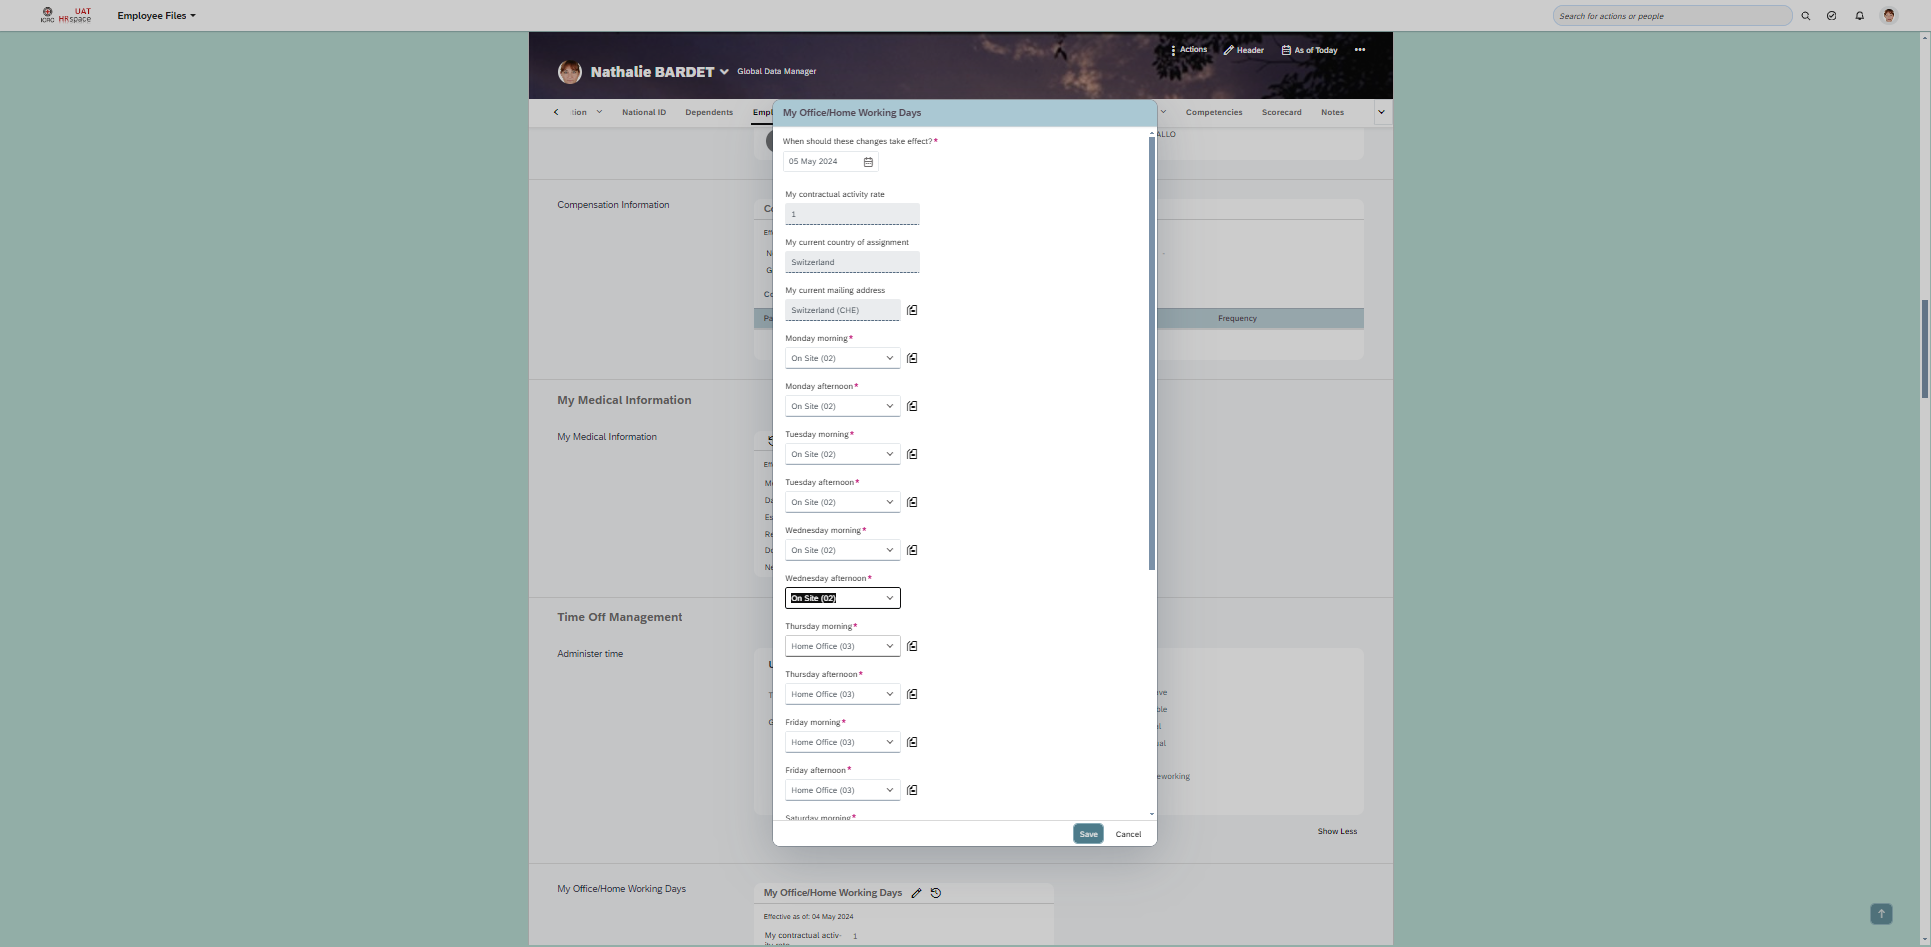 UAT
ICRC HRspace
Employee Files
Search for actions or people
Actions
Header
As of Today
Nathalie BARDET
Global Data Manager
tion
National ID
Dependents
Empl
Competencies
Scorecard
Notes
My Office/Home Working Days
When should these changes take effect?*
05 May 2024
My contractual activity rate
1
My current country of assignment
Switzerland
My current mailing address
Switzerland (CHE)
Monday morning*
On Site (02)
Monday afternoon*
On Site (02)
Tuesday morning*
On Site (02)
Tuesday afternoon*
On Site (02)
Wednesday morning*
On Site (02)
Wednesday afternoon*
On Site (02)
Thursday morning*
Home Office (03)
Thursday afternoon*
Home Office (03)
Friday morning*
Home Office (03)
Friday afternoon*
Home Office (03)
Saturday morning*
Save
Cancel
ALLO
Compensation Information
Frequency
My Medical Information
My Medical Information
Time Off Management
Administer time
eworking
Show Less
My Office/Home Working Days
My Office/Home Working Days
Effective as of: 04 May 2024
My contractual activ-
ity rate
1